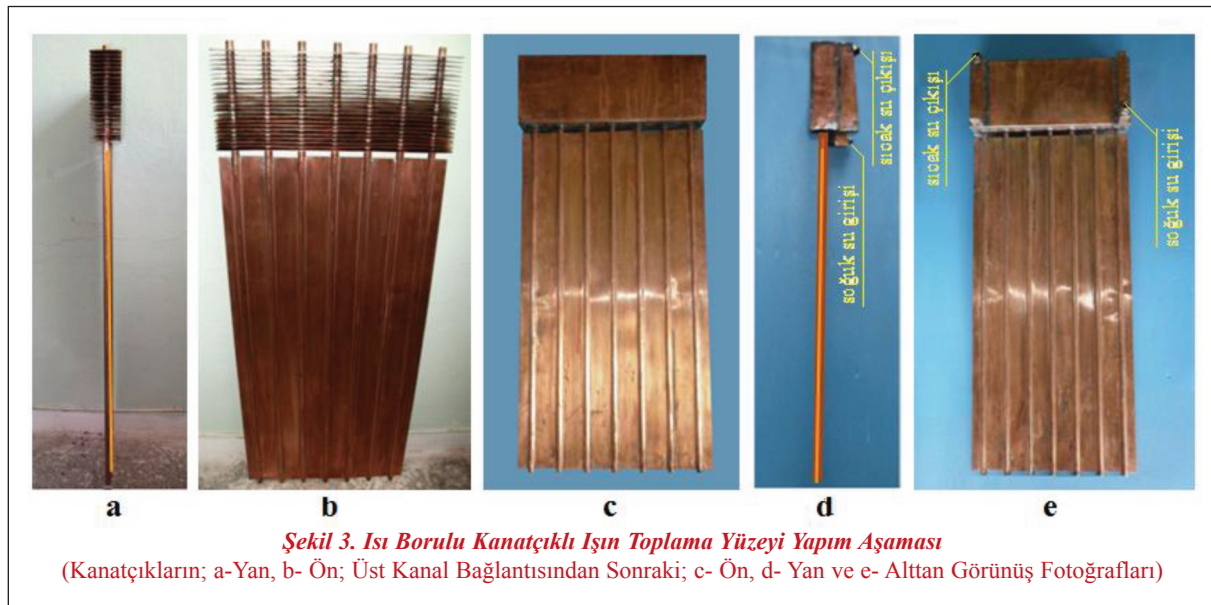 sıcak su çıkışı
soğuk su girişi
sıcak su çıkışı
soğuk su girişi
a
b
c
d
e
Şekil 3. Isı Borulu Kanatçıklı Işın Toplama Yüzeyi Yapım Aşaması
(Kanatçıkların; a-Yan, b- Ön; Üst Kanal Bağlantısından Sonraki; c- Ön, d- Yan ve e- Alttan Görünüş Fotoğrafları)